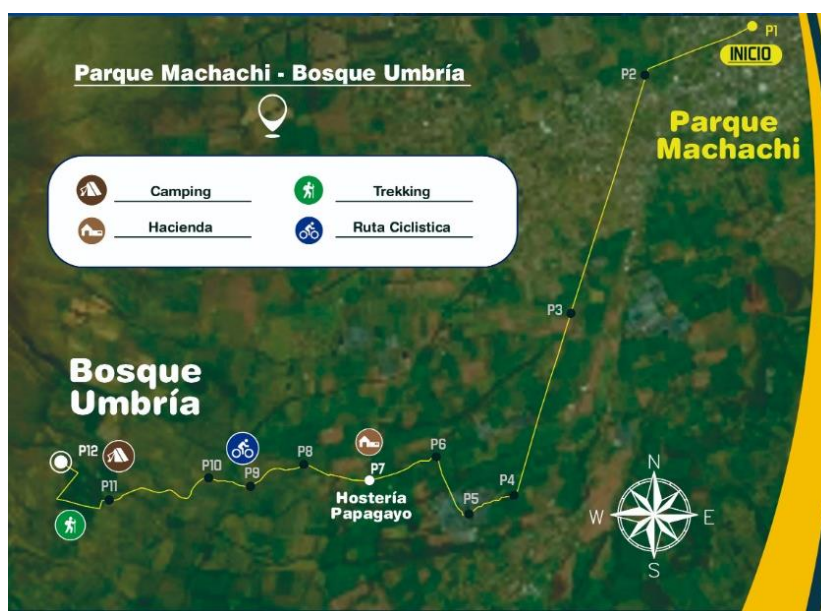 P1
INICIO
P2
Parque Machachi - Bosque Umbría
Parque
Machachi
Camping
Trekking
Hacienda
Ruta Ciclistica
P3
Bosque
Umbría
P12
P11
P10
P9
P8
P7
Hostería
Papagayo
P6
P5
P4
N
W
E
S